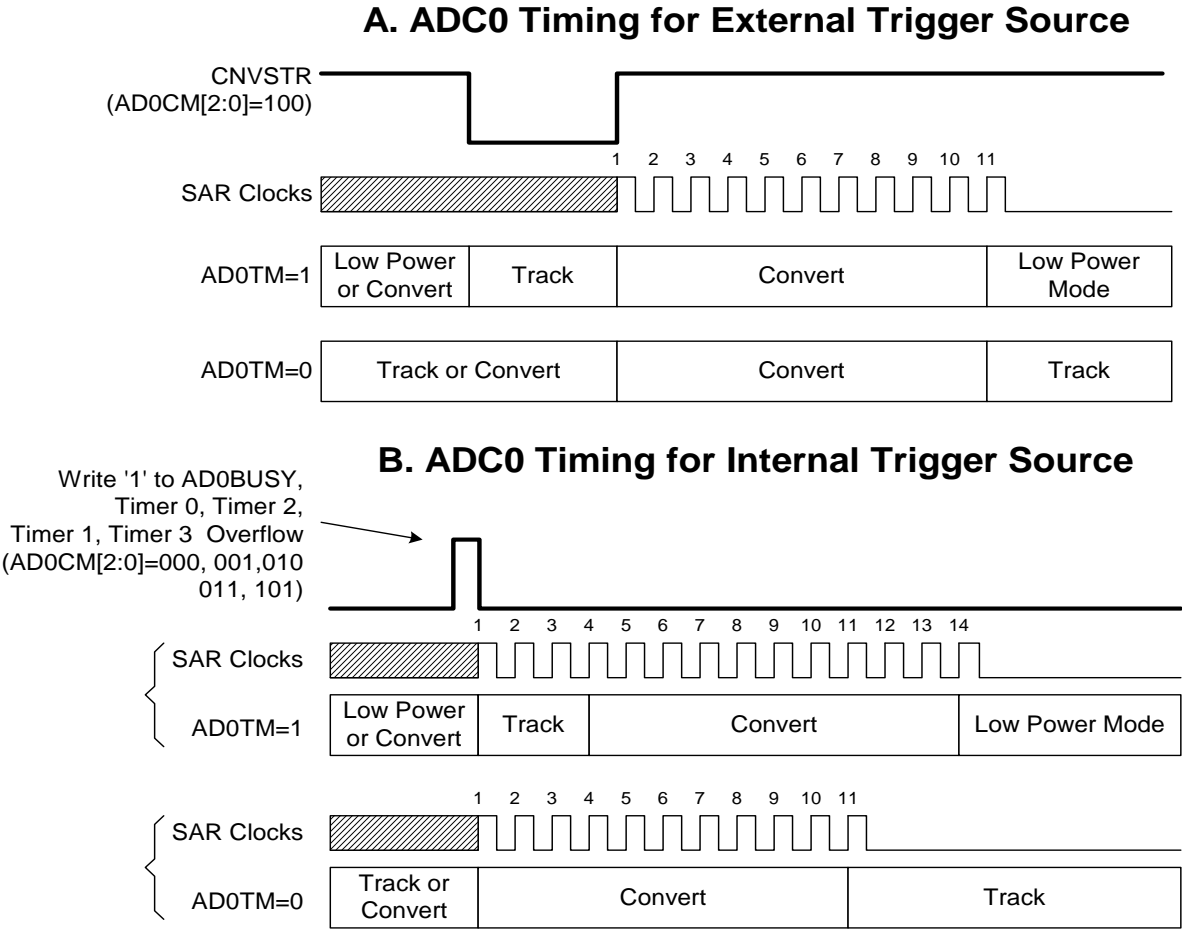 A. ADC0 Timing for External Trigger Source
CNVSTR
(AD0CM[2:0]=100)
1 2 3 4 5 6 7 8 9 10 11
SAR Clocks
AD0TM=1
Low Power
or Convert
Track
Convert
Low Power
Mode
AD0TM=0
Track or Convert
Convert
Track
B. ADC0 Timing for Internal Trigger Source
Write '1' to AD0BUSY,
Timer 0, Timer 2,
Timer 1, Timer 3 Overflow
(AD0CM[2:0]=000, 001,010
011, 101)
1 2 3 4 5 6 7 8 9 10 11 12 13 14
SAR Clocks
AD0TM=1
Low Power
or Convert
Track
Convert
Low Power Mode
1 2 3 4 5 6 7 8 9 10 11
SAR Clocks
AD0TM=0
Track or
Convert
Convert
Track